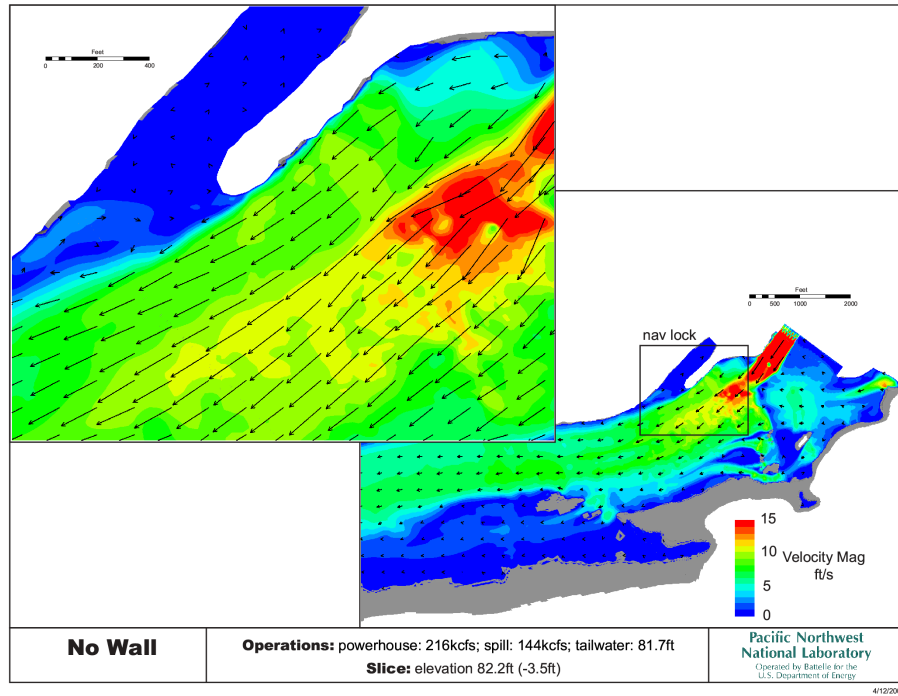 Feet
0 200 400
Feet
0 500 1000 2000
nav lock
15
10
5
0
Velocity Mag
ft/s
No Wall
Operations: powerhouse: 216kcfs; spill: 144kcfs; tailwater: 81.7ft
Slice: elevation 82.2ft (-3.5ft)
Pacific Northwest
National Laboratory
Operated by Battelle for the
U.S. Department of Energy